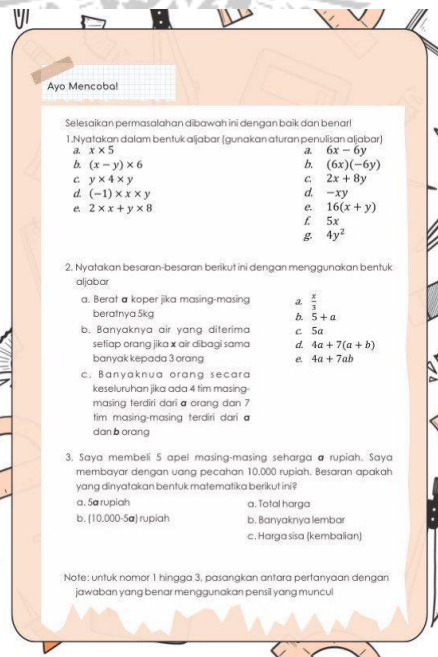 Ayo Mencoba!
Selesaikan permasalahan dibawah ini dengan baik dan benar!
1.Nyatakan dalam bentuk aljabar (gunakan aturan penulisan aljabar)
a. x × 5
b. (x − y) × 6
c. y × 4 × y
d. (−1) × x × y
e. 2 × x + y × 8
a. 6x − 6y
b. (6x)(−6y)
c. 2x + 8y
d. −xy
e. 16(x + y)
f. 5x
g. 4y²
2. Nyatakan besaran-besaran berikut ini dengan menggunakan bentuk
aljabar
a. Berat a koper jika masing-masing
beratnya 5kg
b. Banyaknya air yang diterima
setiap orang jika x air dibagi sama
banyak kepada 3 orang
c. Banyaknua orang secara
keseluruhan jika ada 4 tim masing-
masing terdiri dari a orang dan 7
tim masing-masing terdiri dari a
dan b orang
a. x/3
b. 5 + a
c. 5a
d. 4a + 7(a + b)
e. 4a + 7ab
3. Saya membeli 5 apel masing-masing seharga a rupiah. Saya
membayar dengan uang pecahan 10.000 rupiah. Besaran apakah
yang dinyatakan bentuk matematika berikut ini?
a. 5a rupiah
b. (10.000-5a) rupiah
a. Total harga
b. Banyaknya lembar
c. Harga sisa (kembalian)
Note: untuk nomor 1 hingga 3, pasangkan antara pertanyaan dengan
jawaban yang benar menggunakan pensil yang muncul